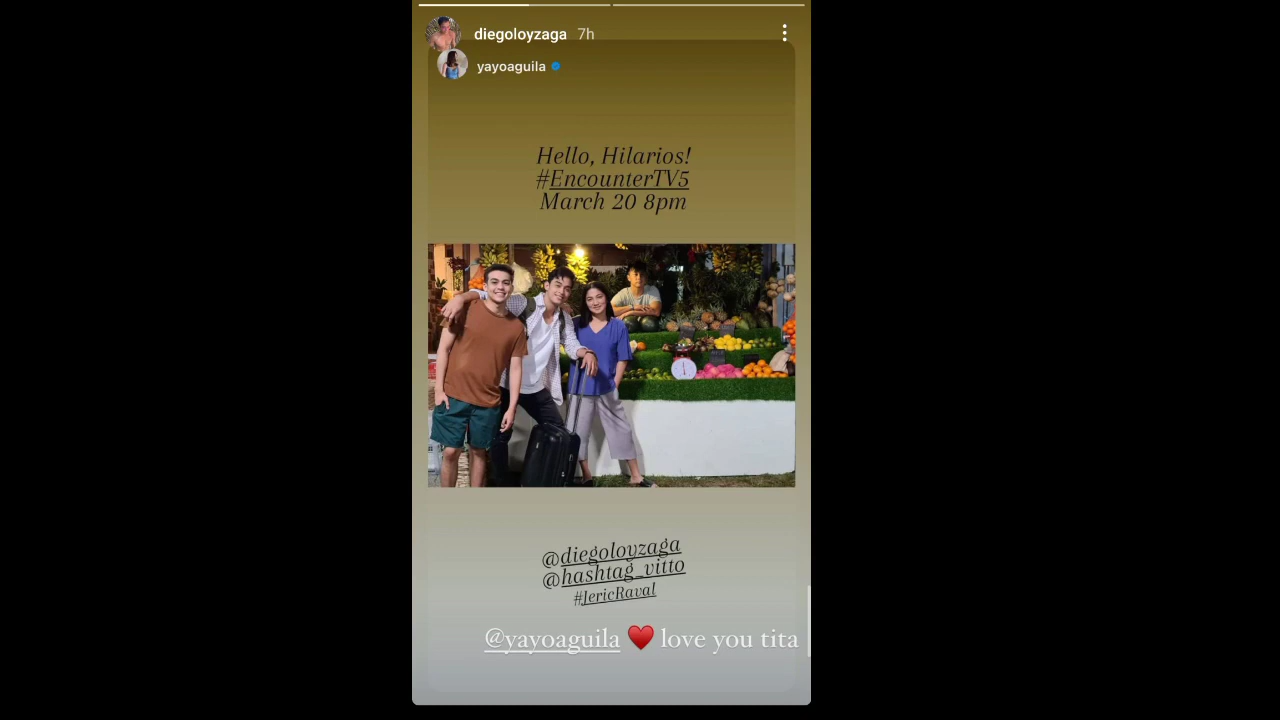 diegoloyzaga 7h
yayoaguila
Hello, Hilarios!
#EncounterTV5
March 20 8pm
@diegoloyzaga
@hashtag_vitto
#JericRaval
@yayoaguila ❤️ love you tita